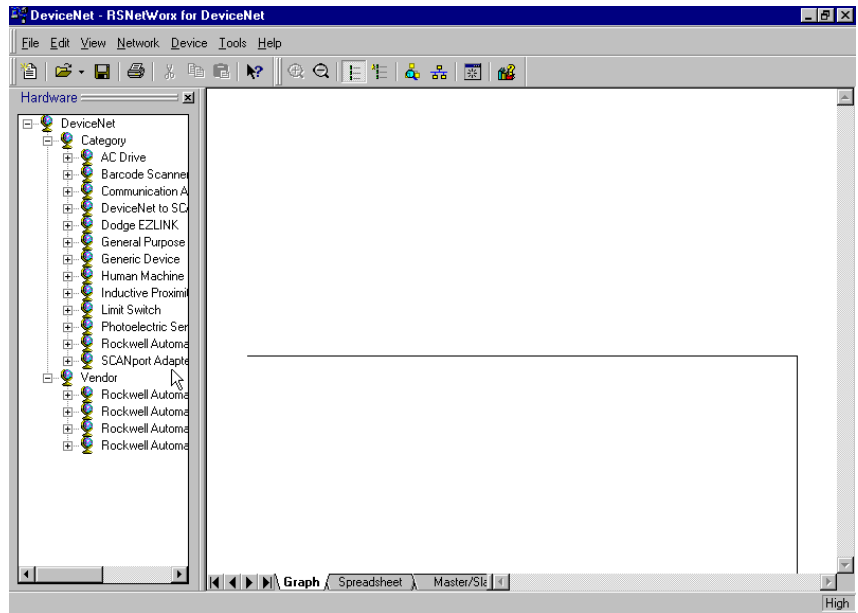 DeviceNet - RSNetWorx for DeviceNet
File Edit View Network Device Tools Help
Hardware
DeviceNet
Category
AC Drive
Barcode Scanner
Communication A
DeviceNet to SCA
Dodge EZLINK
General Purpose
Generic Device
Human Machine
Inductive Proximit
Limit Switch
Photoelectric Ser
Rockwell Automa
SCANport Adapte
Vendor
Rockwell Automa
Rockwell Automa
Rockwell Automa
Rockwell Automa
Graph Spreadsheet Master/Sla
High